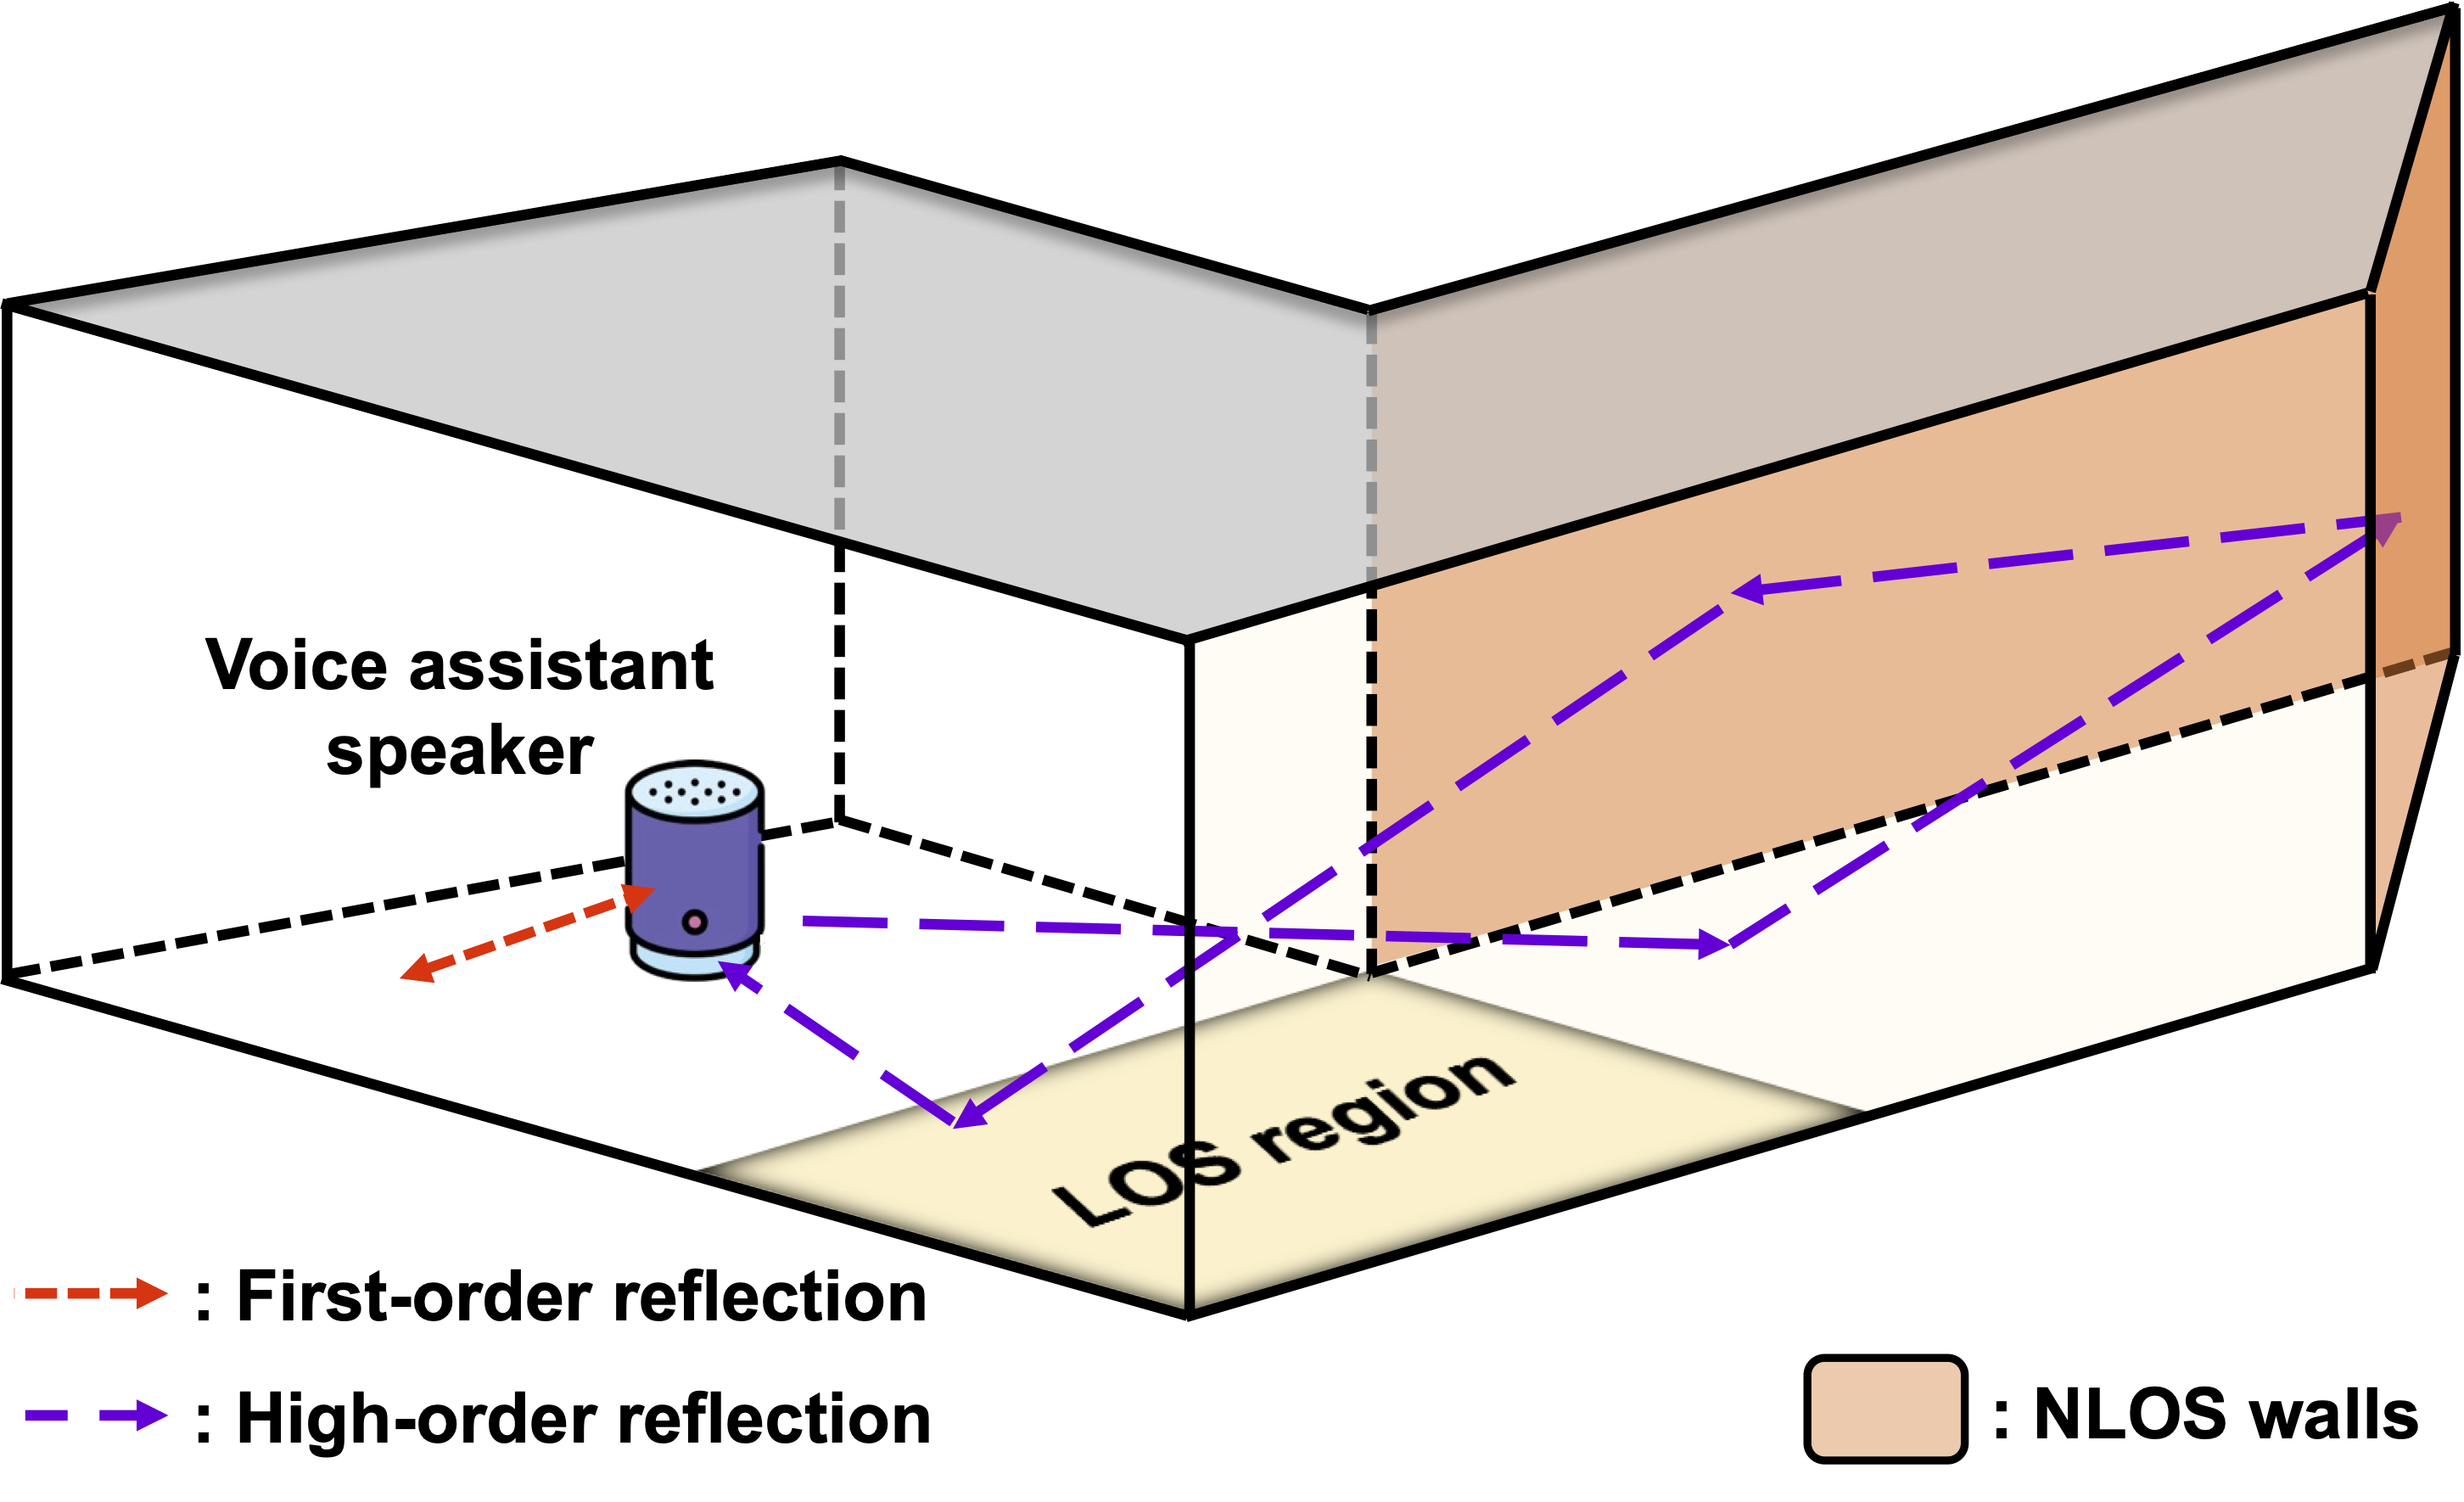 Voice assistant
speaker
LOS region
: First-order reflection
: High-order reflection
: NLOS walls